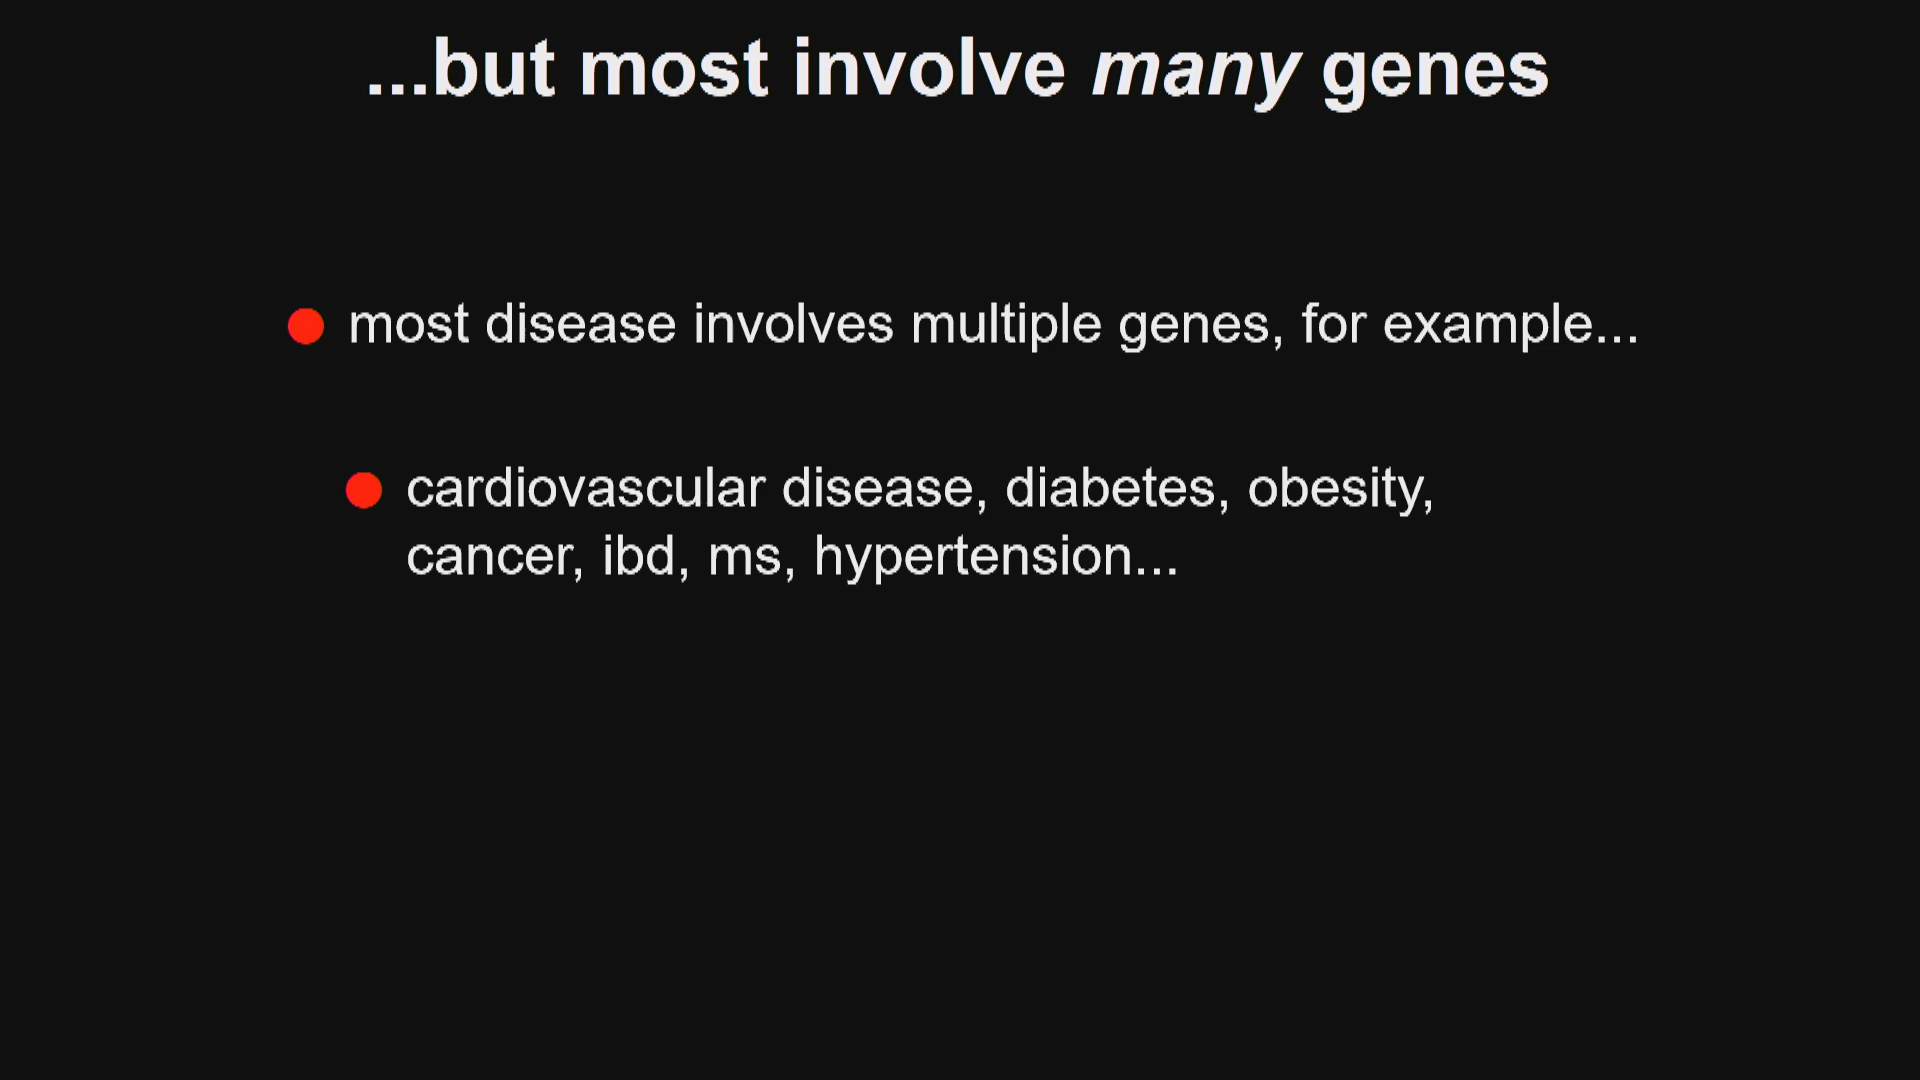 ...but most involve many genes
most disease involves multiple genes, for example...
cardiovascular disease, diabetes, obesity,
cancer, ibd, ms, hypertension...